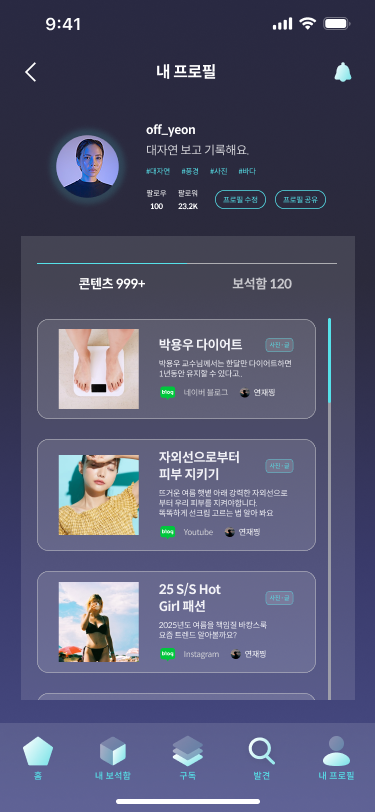 9:41
내 프로필
off_yeon
대자연 보고 기록해요.
#대자연 #풍경 #사진 #바다
팔로우 팔로워
100 23.2K
프로필 수정 프로필 공유
콘텐츠 999+ 보석함 120
박용우 다이어트
사진·글
박용우 교수님께서는 한달만 다이어트하면
1년동안 유지할 수 있다고..
blog 네이버 블로그 연재찡
자외선으로부터
피부 지키기
사진·글
뜨거운 여름 햇볕 아래 강력한 자외선으로
부터 우리 피부를 지켜야합니다.
똑똑하게 선크림 고르는 법 알아 봐요
blog Youtube 연재찡
25 S/S Hot
Girl 패션
사진·글
2025년도 여름을 책임질 바캉스룩
요즘 트렌드 알아볼까요?
blog Instagram 연재찡
홈 내 보석함 구독 발견 내 프로필